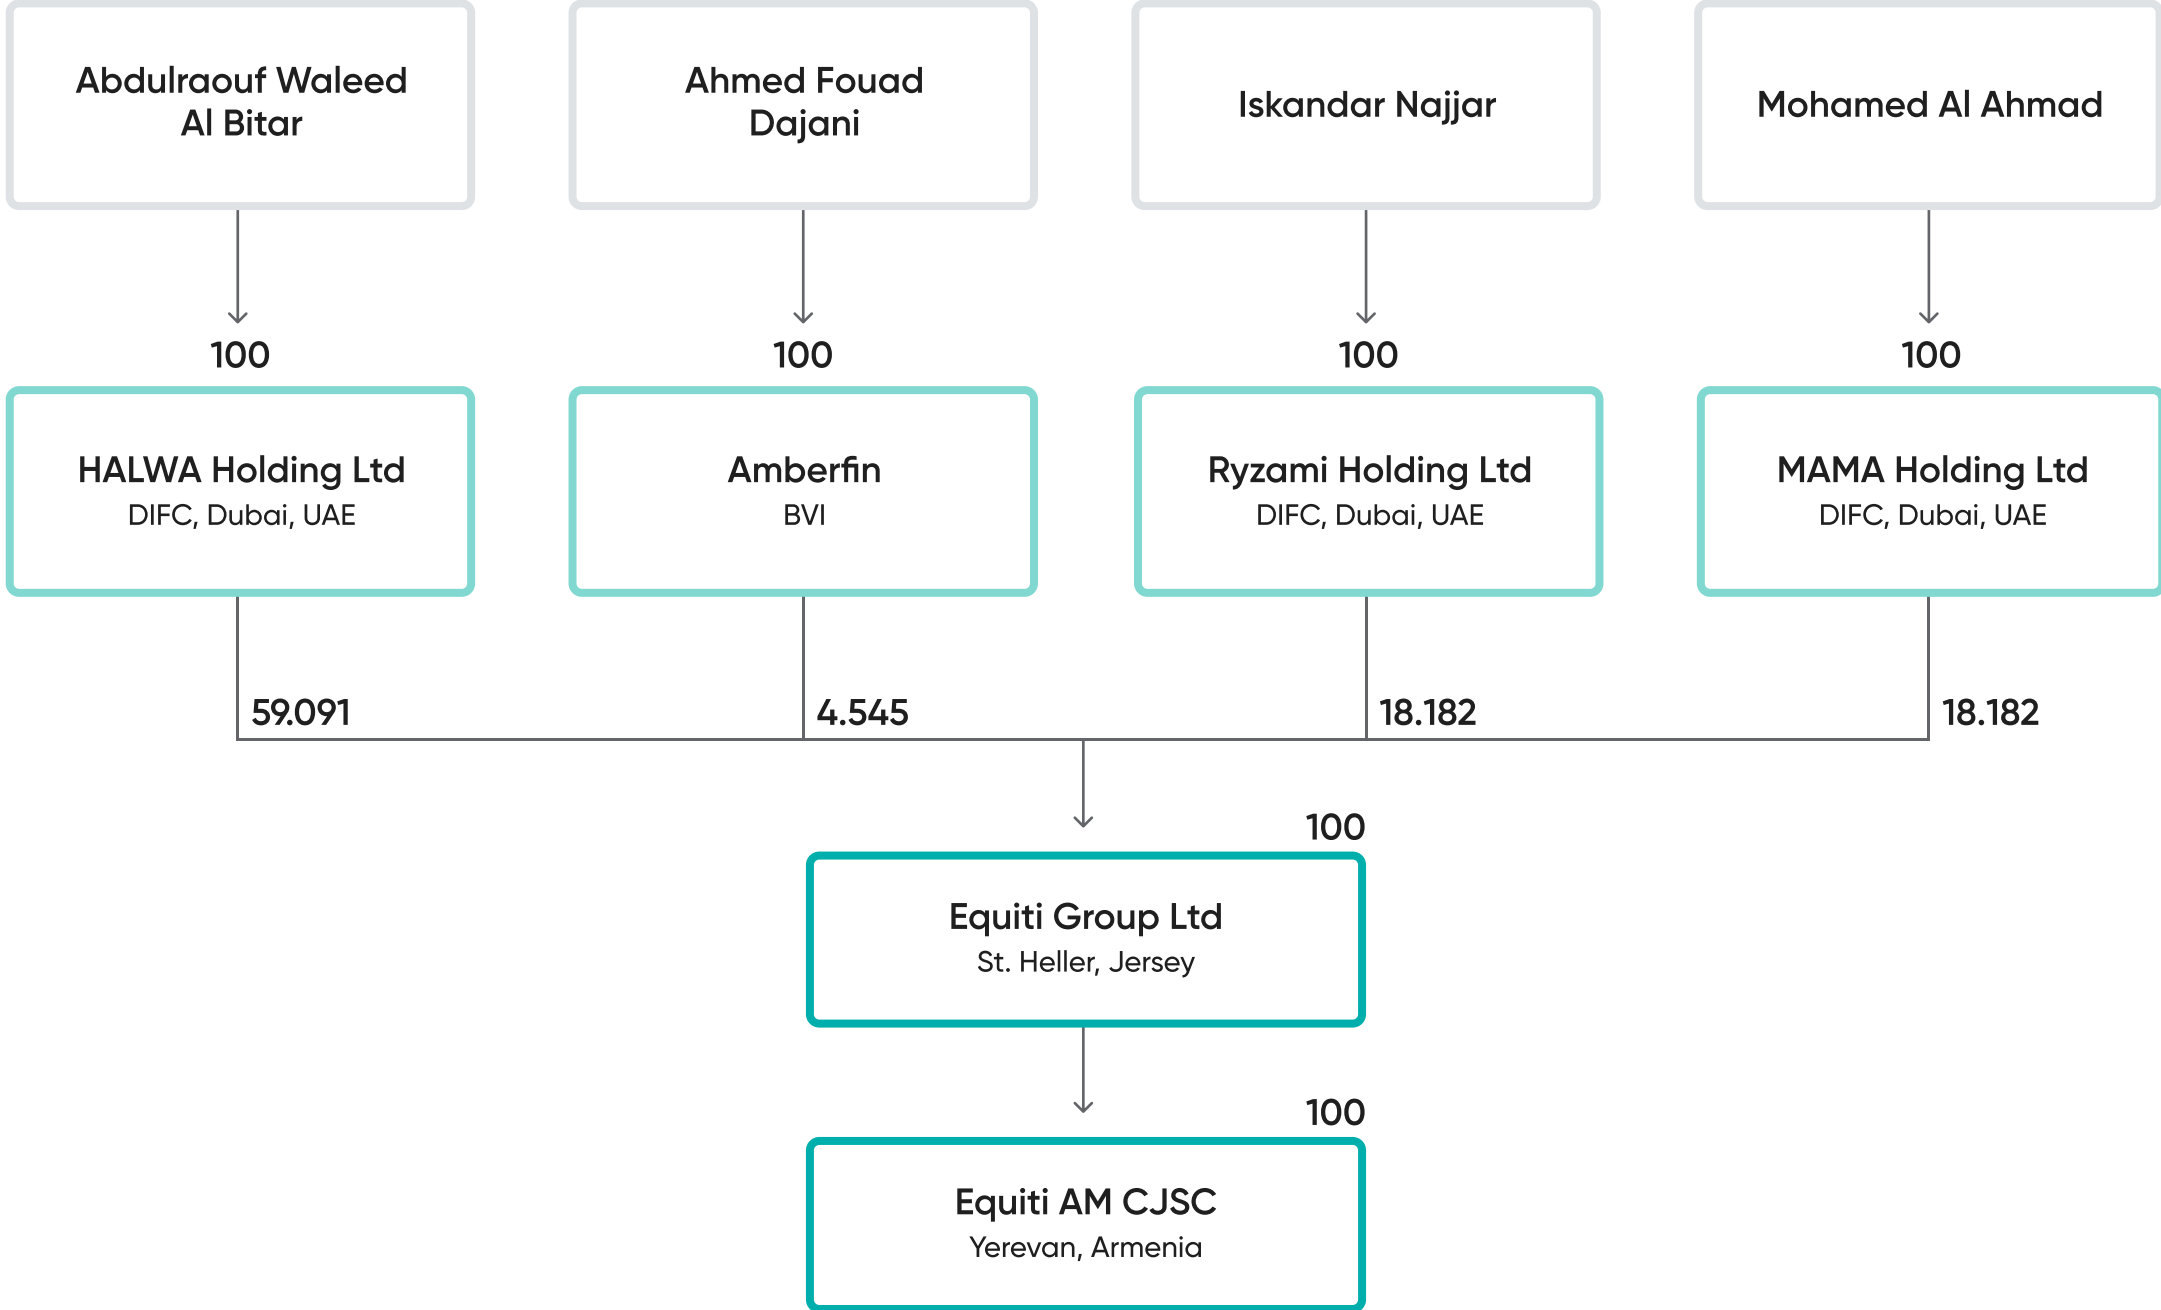 Abdulraouf Waleed
Al Bitar
Ahmed Fouad
Dajani
Iskandar Najjar
Mohamed Al Ahmad
100
100
100
100
HALWA Holding Ltd
DIFC, Dubai, UAE
Amberfin
BVI
Ryzami Holding Ltd
DIFC, Dubai, UAE
MAMA Holding Ltd
DIFC, Dubai, UAE
59.091
4.545
18.182
18.182
100
Equiti Group Ltd
St. Heller, Jersey
100
Equiti AM CJSC
Yerevan, Armenia